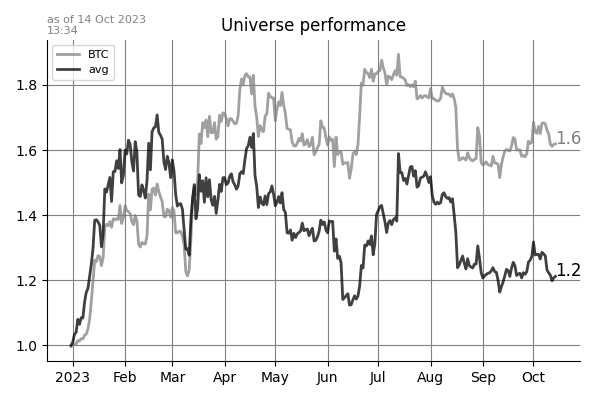 as of 14 Oct 2023
13:34
Universe performance
BTC
avg
1.8
1.6
1.4
1.2
1.0
1.6
1.2
2023 Feb Mar Apr May Jun Jul Aug Sep Oct